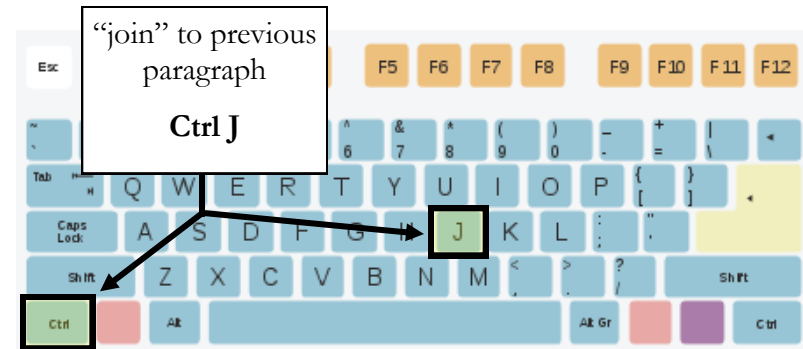 “join” to previous
paragraph
Ctrl J
Esc F5 F6 F7 F8 F9 F10 F11 F12
~ ^ & * ( ) _ + |
` 6 7 8 9 0 - = \
Tab Q W E R T Y U I O P { }
[ ]
Caps Lock A S D F G H J K L : "
; '
Shift Z X C V B N M < > ? Shift
, . /
Ctrl Alt Alt Gr Ctrl